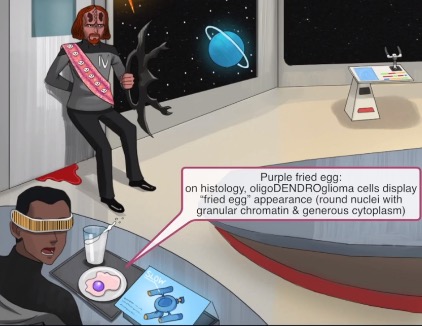 IV
Purple fried egg:
on histology, oligoDENDROglioma cells display
“fried egg” appearance (round nuclei with
granular chromatin & generous cytoplasm)
SLOW